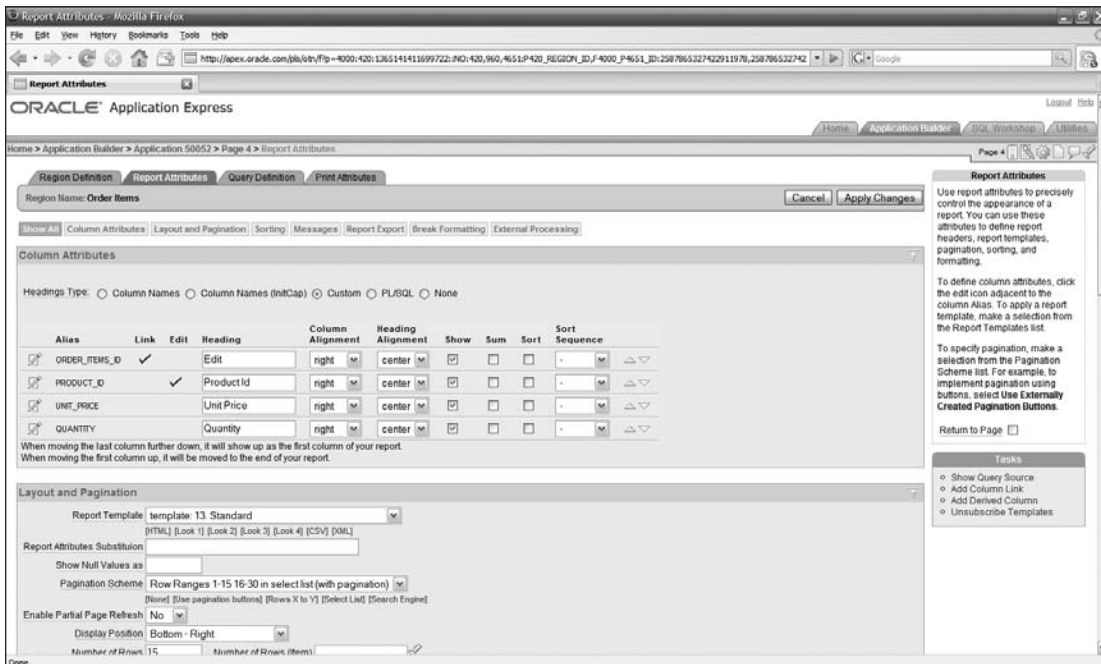 Report Attributes - Mozilla Firefox
File Edit View History Bookmarks Tools Help
Google
Report Attributes
ORACLE Application Express
Logout Help
Home Application Builder SQL Workshop Utilities
Home > Application Builder > Application 50052 > Page 4 > Report Attributes
Page 4
Region Definition Report Attributes Query Definition Print Attributes
Region Name: Order Items
Cancel Apply Changes
Show All Column Attributes Layout and Pagination Sorting Messages Report Export Break Formatting External Processing
Column Attributes
Headings Type: Column Names Column Names (InitCap) Custom PL/SQL None
Alias Link Edit Heading Column Alignment Heading Alignment Show Sum Sort Sort Sequence
ORDER_ITEMS_ID Edit right center -
PRODUCT_ID Product Id right center -
UNIT_PRICE Unit Price right center -
QUANTITY Quantity right center -
When moving the last column further down, it will show up as the first column of your report.
When moving the first column up, it will be moved to the end of your report.
Layout and Pagination
Report Template template: 13. Standard
[HTML] [Look 1] [Look 2] [Look 3] [Look 4] [CSV] [XML]
Report Attributes Substituion
Show Null Values as
Pagination Scheme Row Ranges 1-15 16-30 in select list (with pagination)
[None] [Use pagination buttons] [Rows X to Y] [Select List] [Search Engine]
Enable Partial Page Refresh No
Display Position Bottom - Right
Number of Rows 15 Number of Rows (Item)
Report Attributes
Use report attributes to precisely
control the appearance of a
report. You can use these
attributes to define report
headers, report templates,
pagination, sorting, and
formatting.
To define column attributes, click
the edit icon adjacent to the
column Alias. To apply a report
template, make a selection from
the Report Templates list.
To specify pagination, make a
selection from the Pagination
Scheme list. For example, to
implement pagination using
buttons, select Use Externally
Created Pagination Buttons.
Return to Page
Tasks
Show Query Source
Add Column Link
Add Derived Column
Unsubscribe Templates
Done